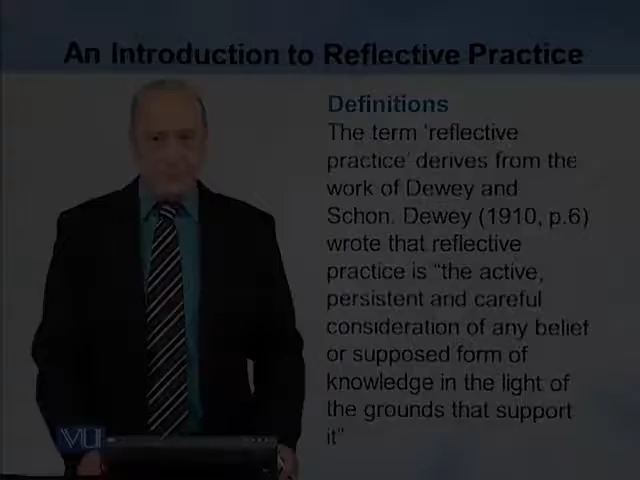 An Introduction to Reflective Practice
Definitions
The term ‘reflective
practice’ derives from the
work of Dewey and
Schon. Dewey (1910, p.6)
wrote that reflective
practice is “the active,
persistent and careful
consideration of any belief
or supposed form of
knowledge in the light of
the grounds that support
it”
VU